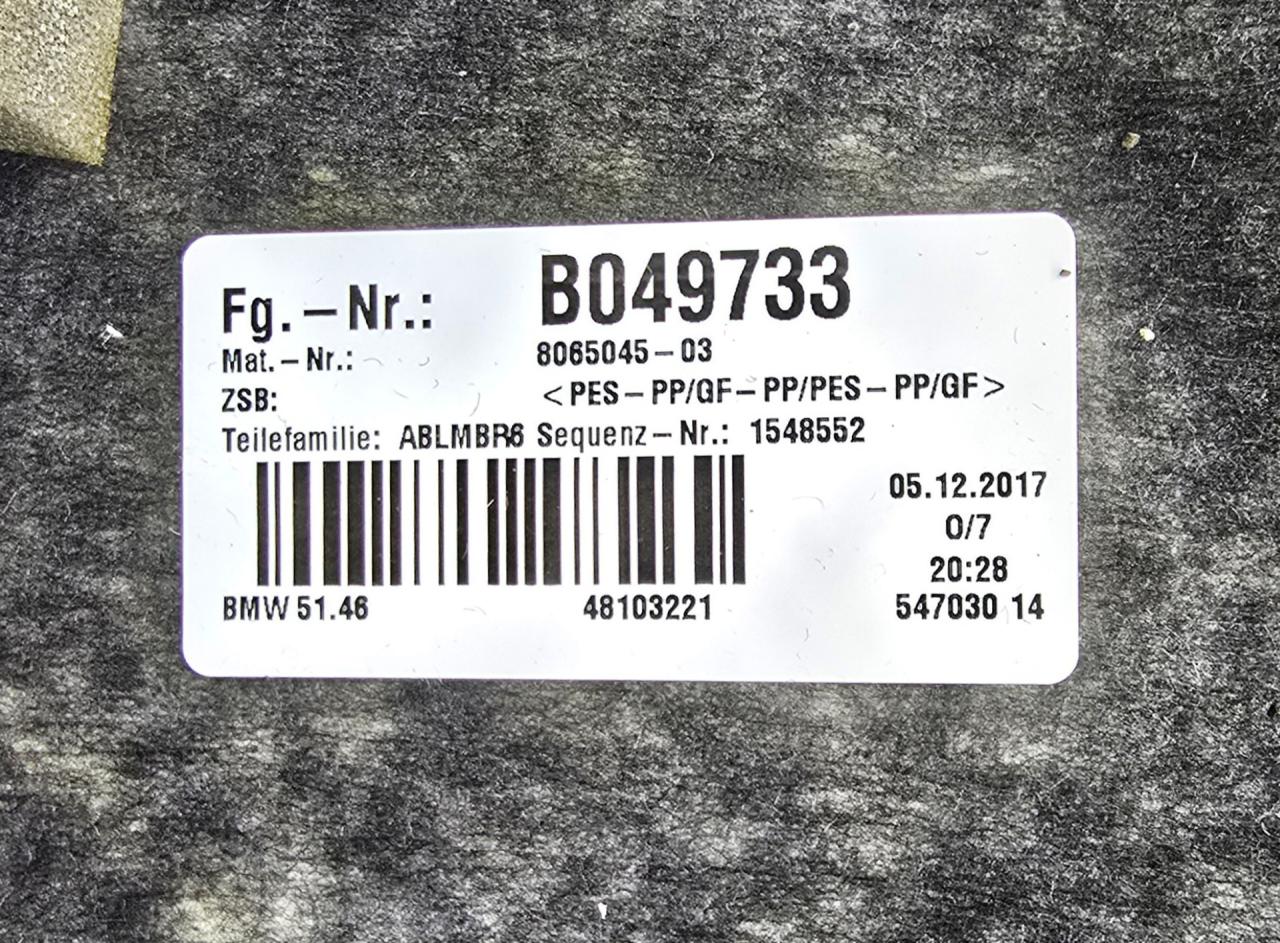 Fg.-Nr.: B049733
Mat.-Nr.: 8065045-03
ZSB: <PES-PP/GF-PP/PES-PP/GF>
Teilefamilie: ABLMBR6 Sequenz-Nr.: 1548552
05.12.2017
0/7
20:28
BMW 51.46 48103221 547030 14